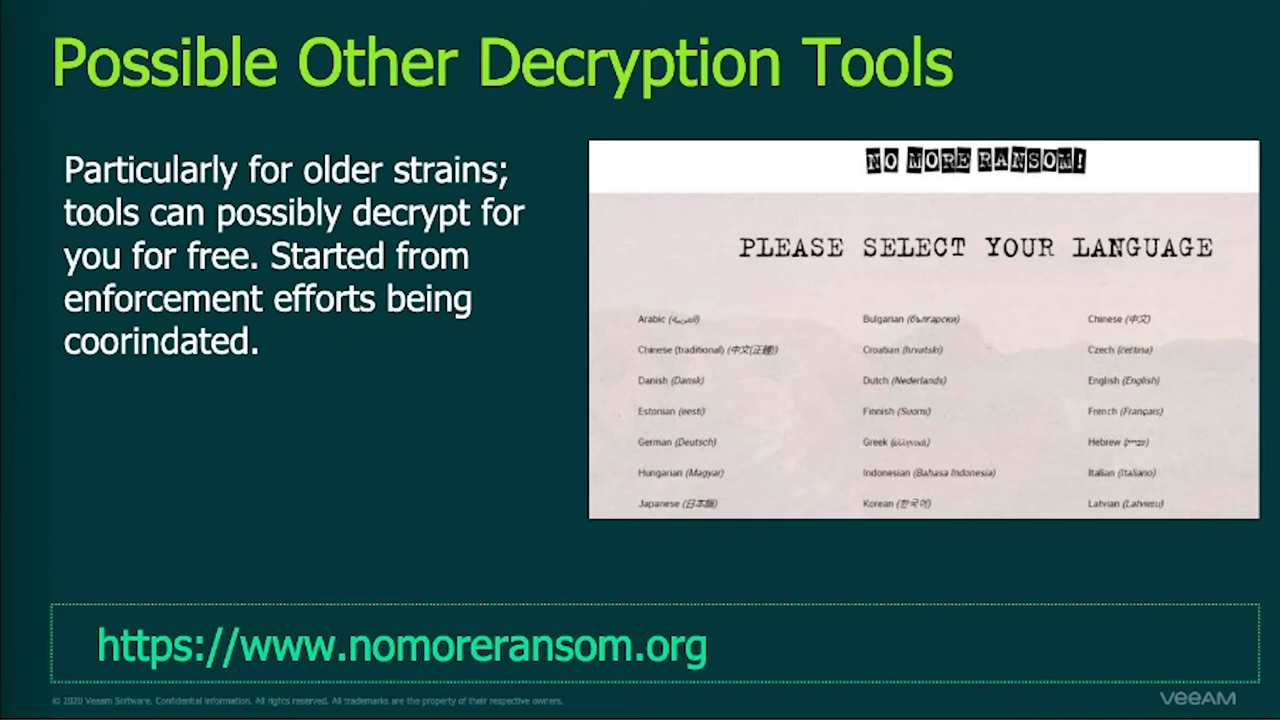 Possible Other Decryption Tools
Particularly for older strains;
tools can possibly decrypt for
you for free. Started from
enforcement efforts being
coorindated.
NO MORE RANSOM!
PLEASE SELECT YOUR LANGUAGE
Arabic Bulgarian (български) Chinese (中文)
Chinese (traditional) Croatian (hrvatski) Czech (čeština)
Danish (Dansk) Dutch (Nederlands) English (English)
Estonian (eesti) Finnish (Suomi) French (Français)
German (Deutsch) Greek Hebrew
Hungarian (Magyar) Indonesian (Bahasa Indonesia) Italian (Italiano)
Japanese (日本語) Korean (한국어) Latvian
https://www.nomoreransom.org
© 2020 Veeam Software. Confidential information. All rights reserved. All trademarks are the property of their respective owners.
VEEAM